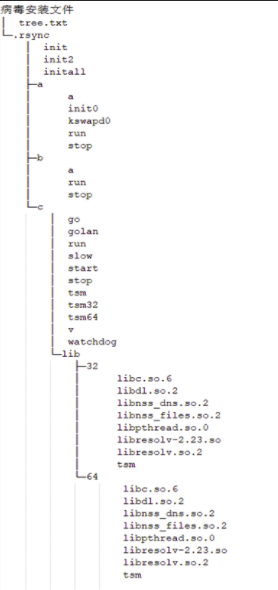 病毒安装文件
tree.txt
.rsync
init
init2
initall
a
a
init0
kswapd0
run
stop
b
a
run
stop
c
go
golan
run
slow
start
stop
tsm
tsm32
tsm64
v
watchdog
lib
32
libc.so.6
libdl.so.2
libnss_dns.so.2
libnss_files.so.2
libpthread.so.0
libresolv-2.23.so
libresolv.so.2
tsm
64
libc.so.6
libdl.so.2
libnss_dns.so.2
libnss_files.so.2
libpthread.so.0
libresolv-2.23.so
libresolv.so.2
tsm